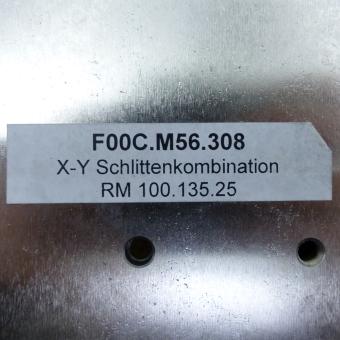 F00C.M56.308
X-Y Schlittenkombination
RM 100.135.25